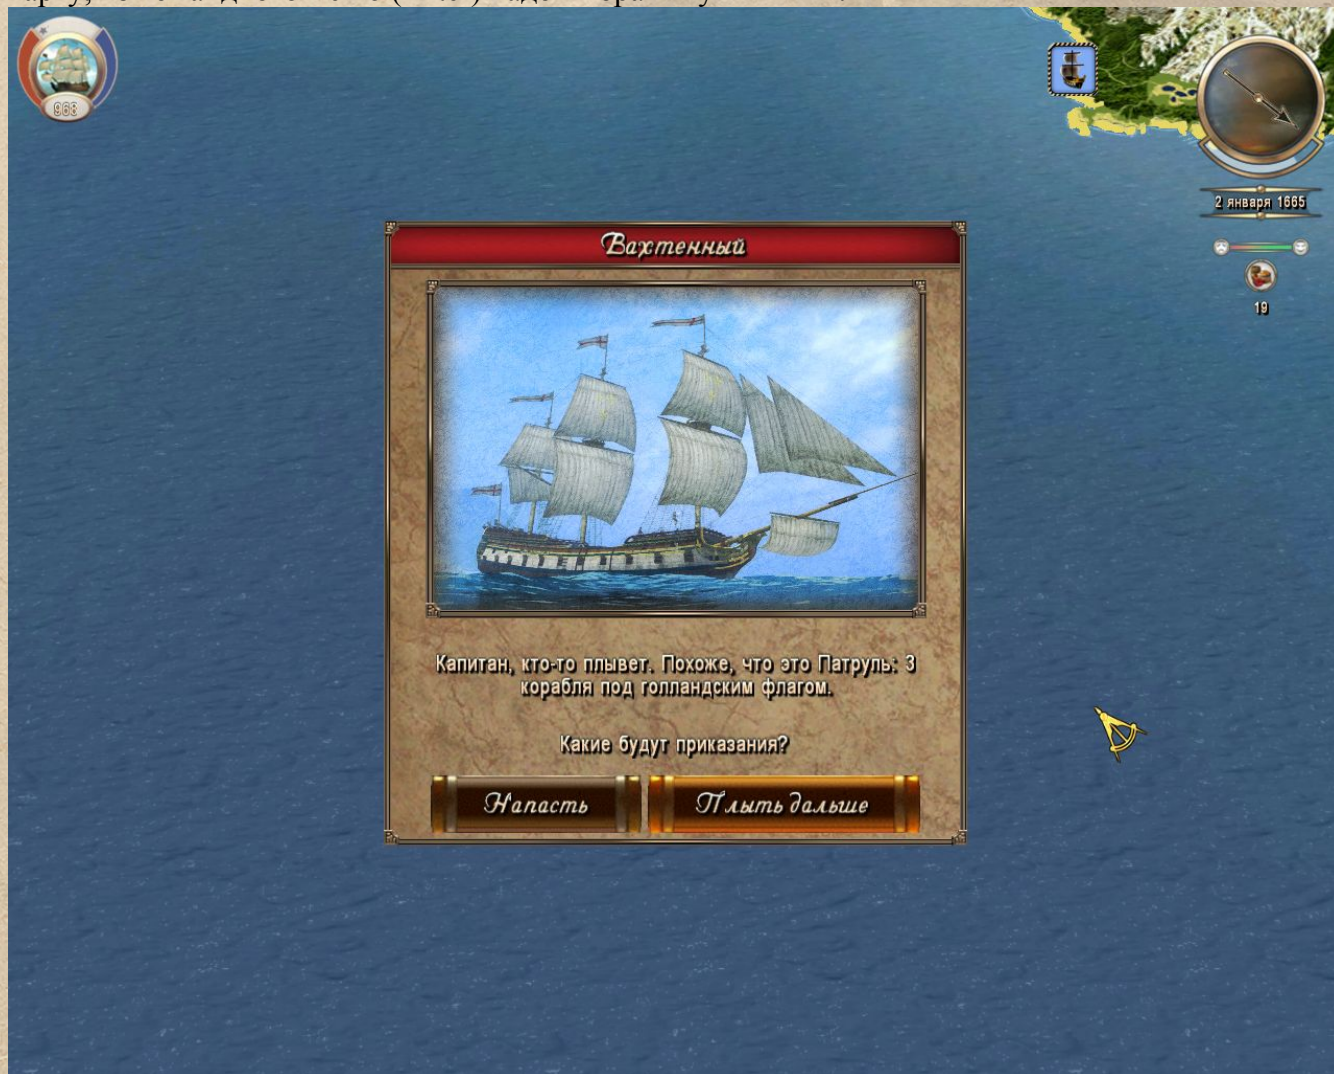 968
2 января 1665
19
Вахтенный
Капитан, кто-то плывет. Похоже, что это Патруль: 3
корабля под голландским флагом.
Какие будут приказания?
Напасть
Плыть дальше